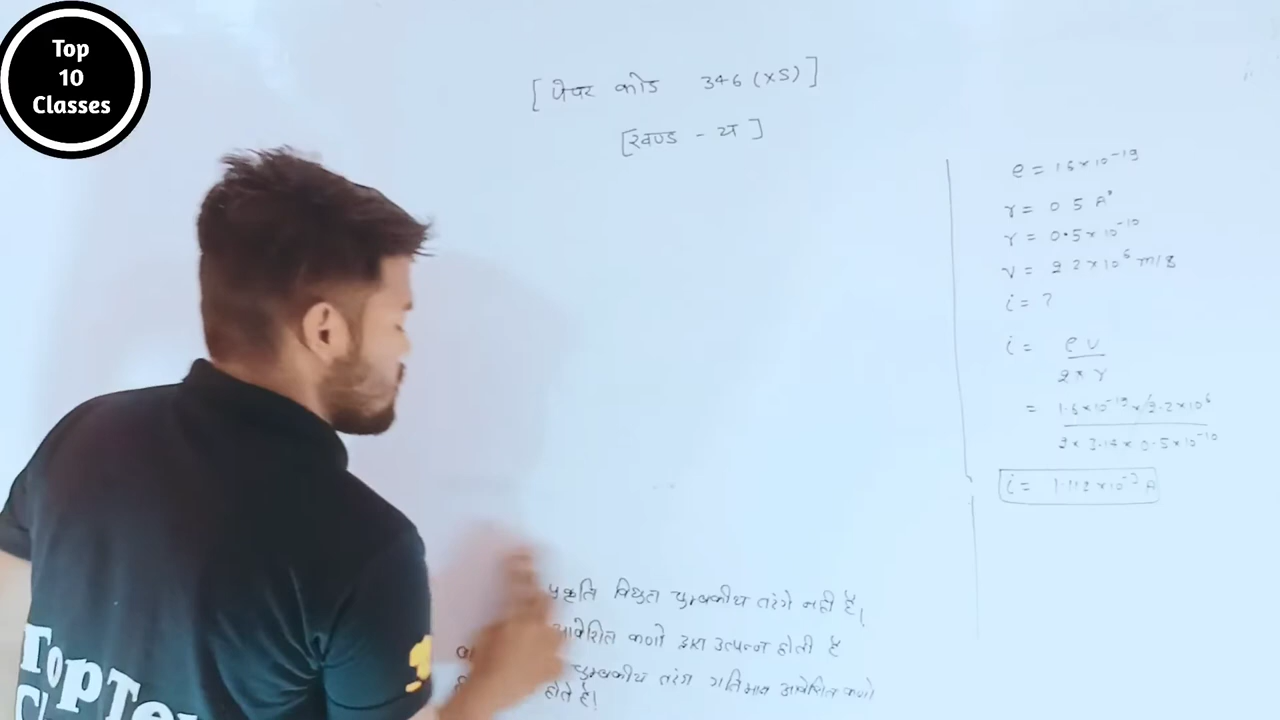 Top
10
Classes
[पेपर कोड 346 (XS)]
[खण्ड - य]
e = 1.6×10⁻¹⁹
r = 0.5 A°
r = 0.5×10⁻¹⁰
v = 2.2×10⁶ m/s
i = ?
i = ev
2πr
= 1.6×10⁻¹⁹×2.2×10⁶
2×3.14×0.5×10⁻¹⁰
i = 1.112×10⁻³ A
प्रकृति विद्युत चुम्बकीय तरंगे नही है।
आवेशित कणो द्वारा उत्पन्न होती है
चुम्बकीय तरंग गतिमान आवेशित कणो
होते है।
TopTe